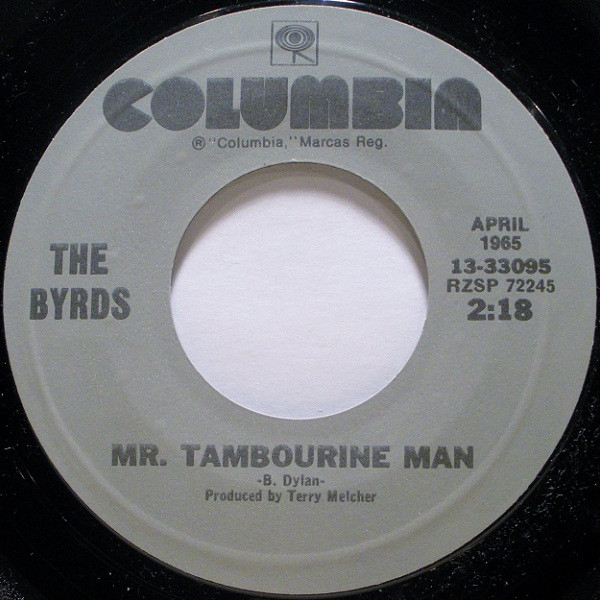 COLUMBIA
® "Columbia," Marcas Reg.
THE
BYRDS
APRIL
1965
13-33095
RZSP 72245
2:18
MR. TAMBOURINE MAN
-B. Dylan-
Produced by Terry Melcher